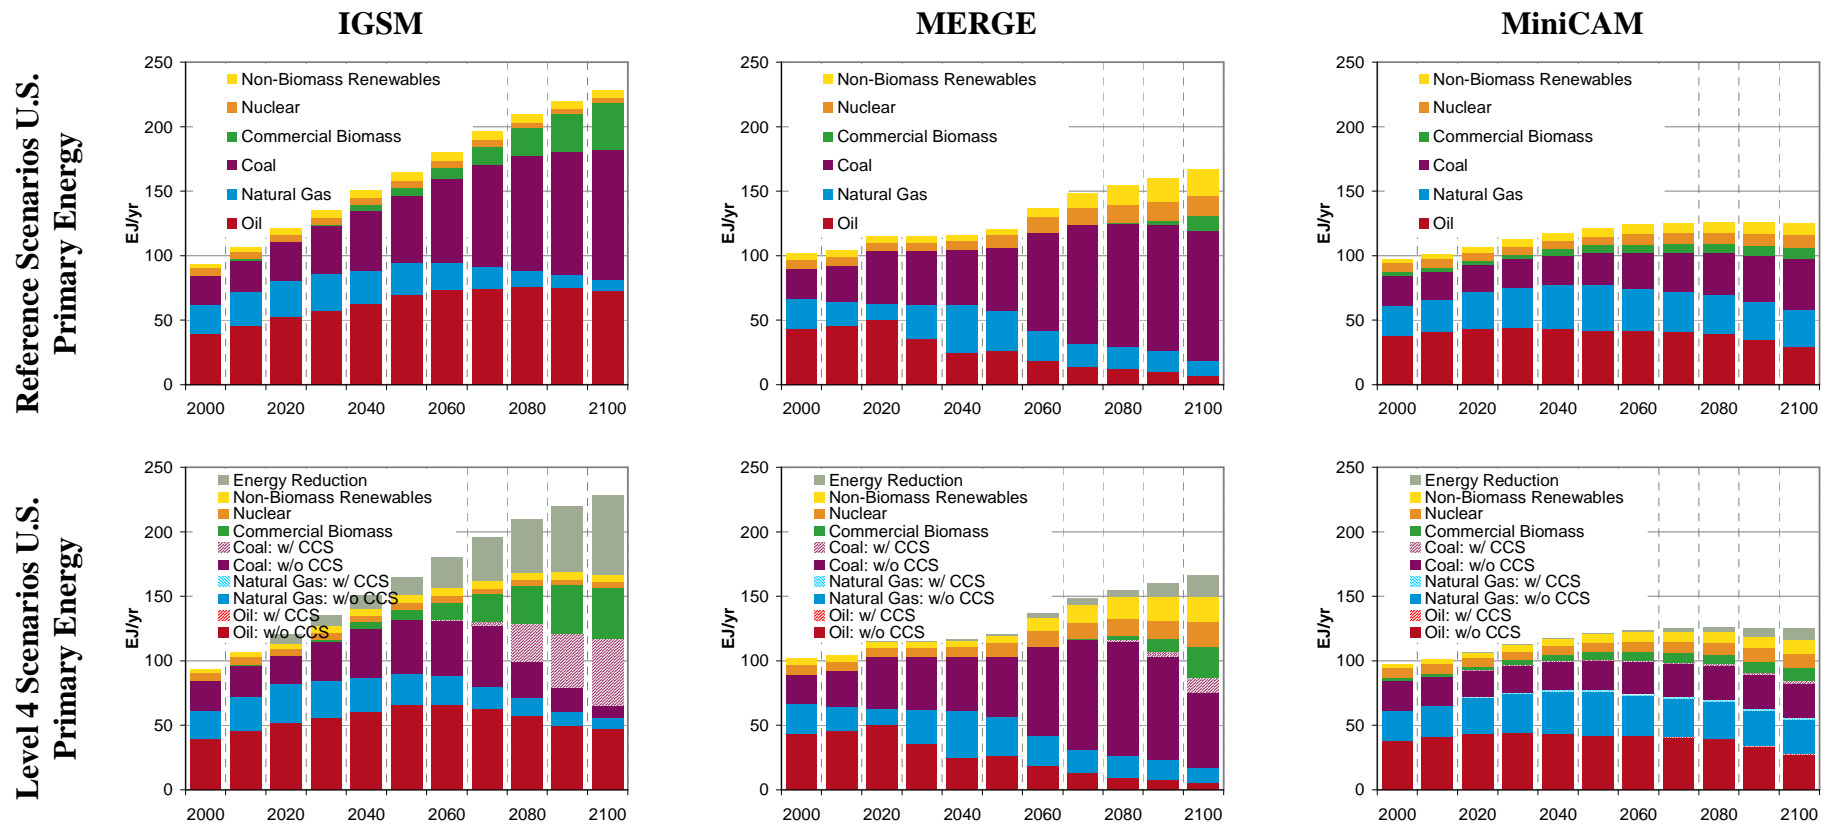 IGSM
MERGE
MiniCAM
Reference Scenarios U.S.
Primary Energy
250
200
150
100
50
0
EJ/yr
Non-Biomass Renewables
Nuclear
Commercial Biomass
Coal
Natural Gas
Oil
2000 2020 2040 2060 2080 2100
250
200
150
100
50
0
EJ/yr
Non-Biomass Renewables
Nuclear
Commercial Biomass
Coal
Natural Gas
Oil
2000 2020 2040 2060 2080 2100
250
200
150
100
50
0
EJ/yr
Non-Biomass Renewables
Nuclear
Commercial Biomass
Coal
Natural Gas
Oil
2000 2020 2040 2060 2080 2100
Level 4 Scenarios U.S.
Primary Energy
250
200
150
100
50
0
EJ/yr
Energy Reduction
Non-Biomass Renewables
Nuclear
Commercial Biomass
Coal: w/ CCS
Coal: w/o CCS
Natural Gas: w/ CCS
Natural Gas: w/o CCS
Oil: w/ CCS
Oil: w/o CCS
2000 2020 2040 2060 2080 2100
250
200
150
100
50
0
EJ/yr
Energy Reduction
Non-Biomass Renewables
Nuclear
Commercial Biomass
Coal: w/ CCS
Coal: w/o CCS
Natural Gas: w/ CCS
Natural Gas: w/o CCS
Oil: w/ CCS
Oil: w/o CCS
2000 2020 2040 2060 2080 2100
250
200
150
100
50
0
EJ/yr
Energy Reduction
Non-Biomass Renewables
Nuclear
Commercial Biomass
Coal: w/ CCS
Coal: w/o CCS
Natural Gas: w/ CCS
Natural Gas: w/o CCS
Oil: w/ CCS
Oil: w/o CCS
2000 2020 2040 2060 2080 2100